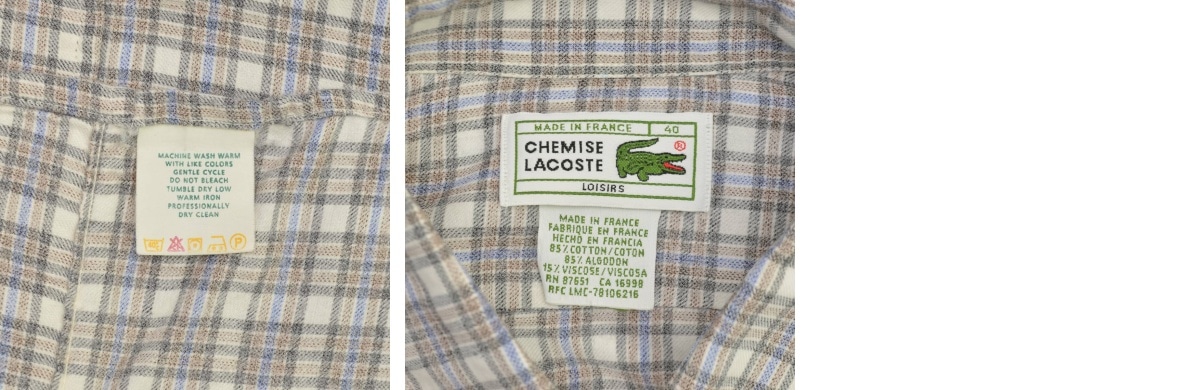 MACHINE WASH WARM
WITH LIKE COLORS
GENTLE CYCLE
DO NOT BLEACH
TUMBLE DRY LOW
WARM IRON
PROFESSIONALLY
DRY CLEAN
P
MADE IN FRANCE 40
CHEMISE
LACOSTE
®
LOISIRS
MADE IN FRANCE
FABRIQUE EN FRANCE
HECHO EN FRANCIA
85% COTTON/COTON
85% ALGODON
15% VISCOSE/VISCOSA
RN 87651 CA 16998
RFC LMC-78106216